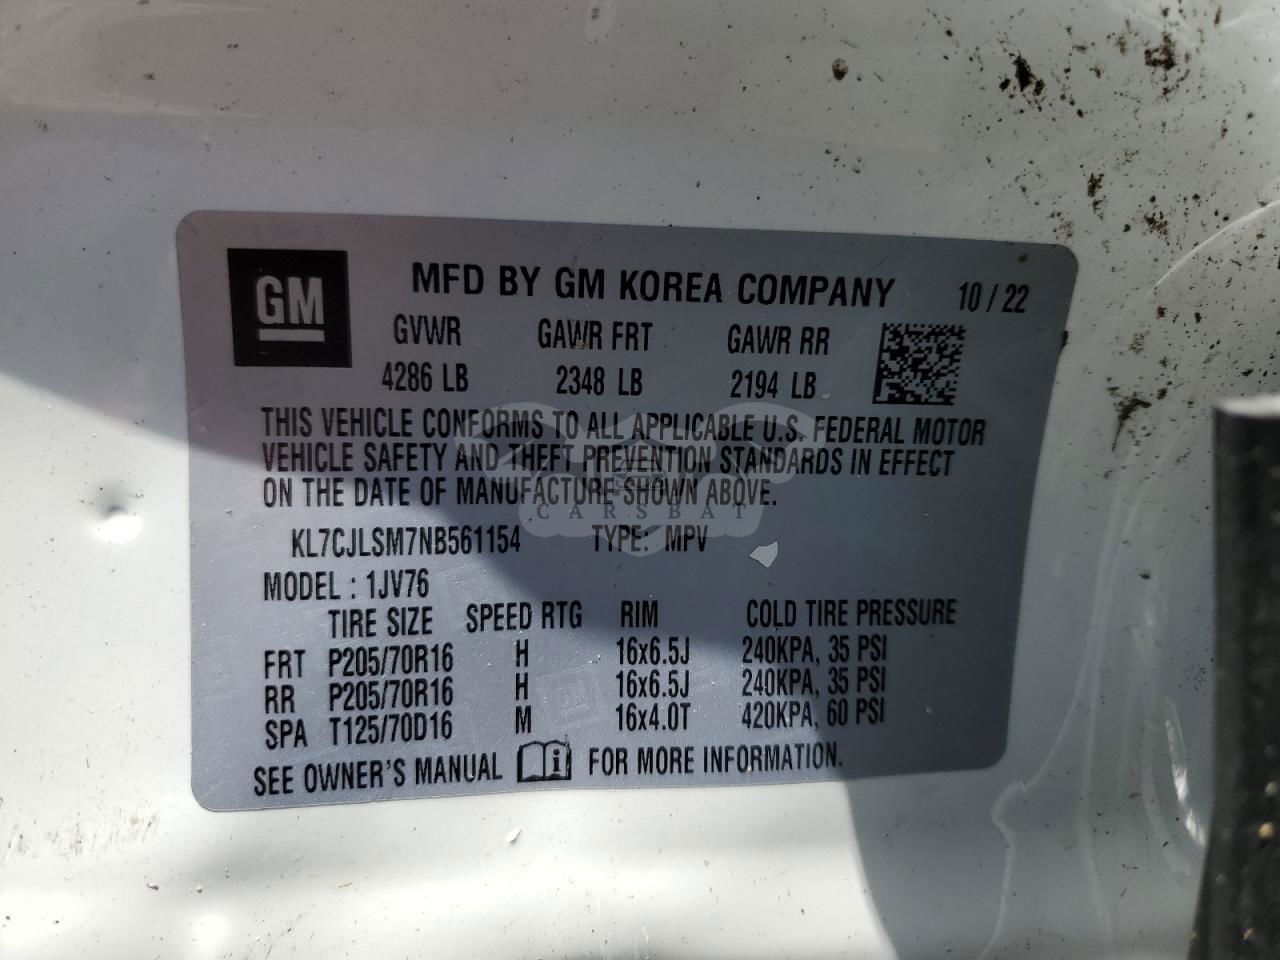 GM
MFD BY GM KOREA COMPANY 10 / 22
GVWR GAWR FRT GAWR RR
4286 LB 2348 LB 2194 LB
THIS VEHICLE CONFORMS TO ALL APPLICABLE U.S. FEDERAL MOTOR
VEHICLE SAFETY AND THEFT PREVENTION STANDARDS IN EFFECT
ON THE DATE OF MANUFACTURE SHOWN ABOVE.
CARSBAT
KL7CJLSM7NB561154 TYPE: MPV
MODEL : 1JV76
TIRE SIZE SPEED RTG RIM COLD TIRE PRESSURE
FRT P205/70R16 H 16x6.5J 240KPA, 35 PSI
RR P205/70R16 H 16x6.5J 240KPA, 35 PSI
GM
SPA T125/70D16 M 16x4.0T 420KPA, 60 PSI
SEE OWNER'S MANUAL i FOR MORE INFORMATION.